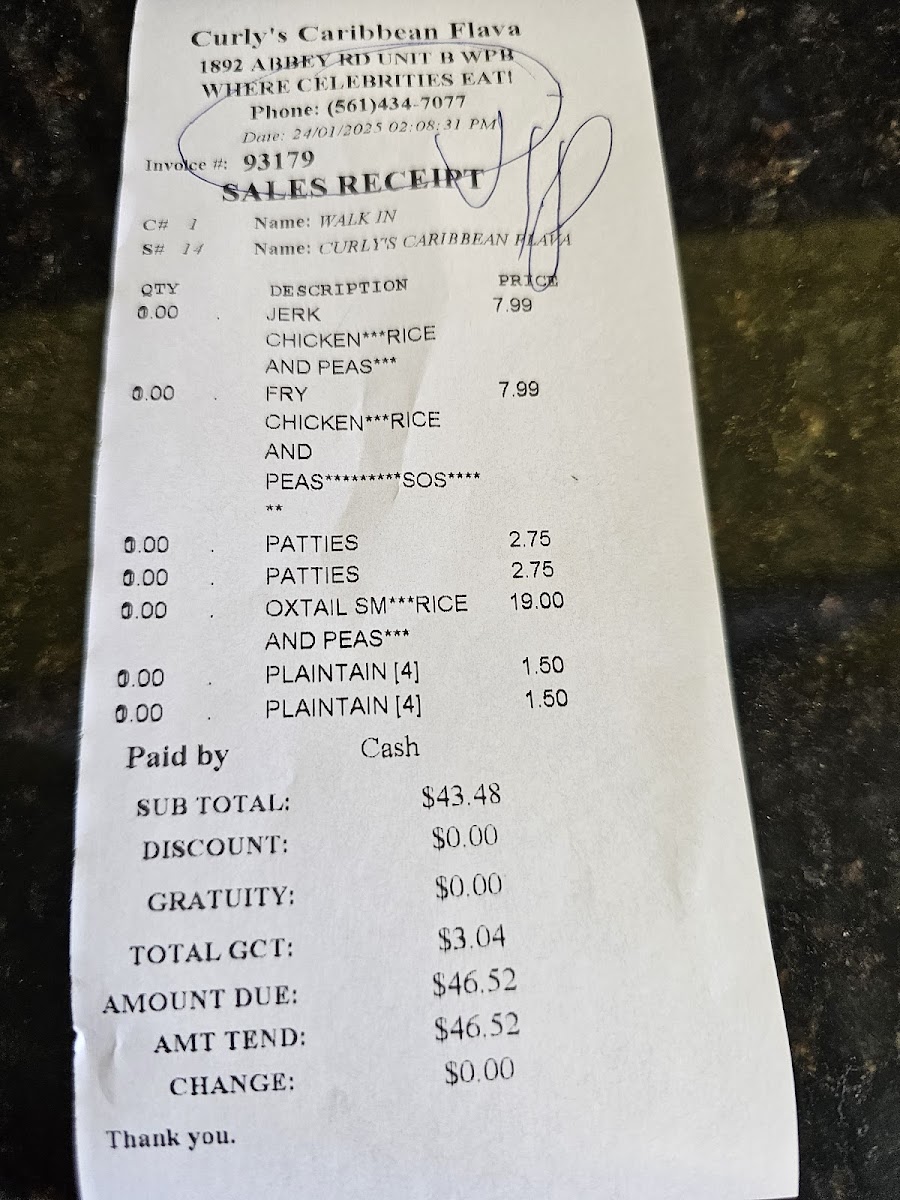 Curly's Caribbean Flava
1892 ABBEY RD UNIT B WPB
WHERE CELEBRITIES EAT!
Phone: (561)434-7077
Date: 24/01/2025 02:08:31 PM
Invoice #: 93179
SALES RECEIPT
C# 1 Name: WALK IN
S# 14 Name: CURLY'S CARIBBEAN FLAVA
QTY DESCRIPTION PRICE
0.00 . JERK 7.99
CHICKEN***RICE
AND PEAS***
0.00 . FRY 7.99
CHICKEN***RICE
AND
PEAS*********SOS****
**
0.00 . PATTIES 2.75
0.00 . PATTIES 2.75
0.00 . OXTAIL SM***RICE 19.00
AND PEAS***
0.00 . PLAINTAIN [4] 1.50
0.00 . PLAINTAIN [4] 1.50
Paid by Cash
SUB TOTAL: $43.48
DISCOUNT: $0.00
GRATUITY: $0.00
TOTAL GCT: $3.04
AMOUNT DUE: $46.52
AMT TEND: $46.52
CHANGE: $0.00
Thank you.